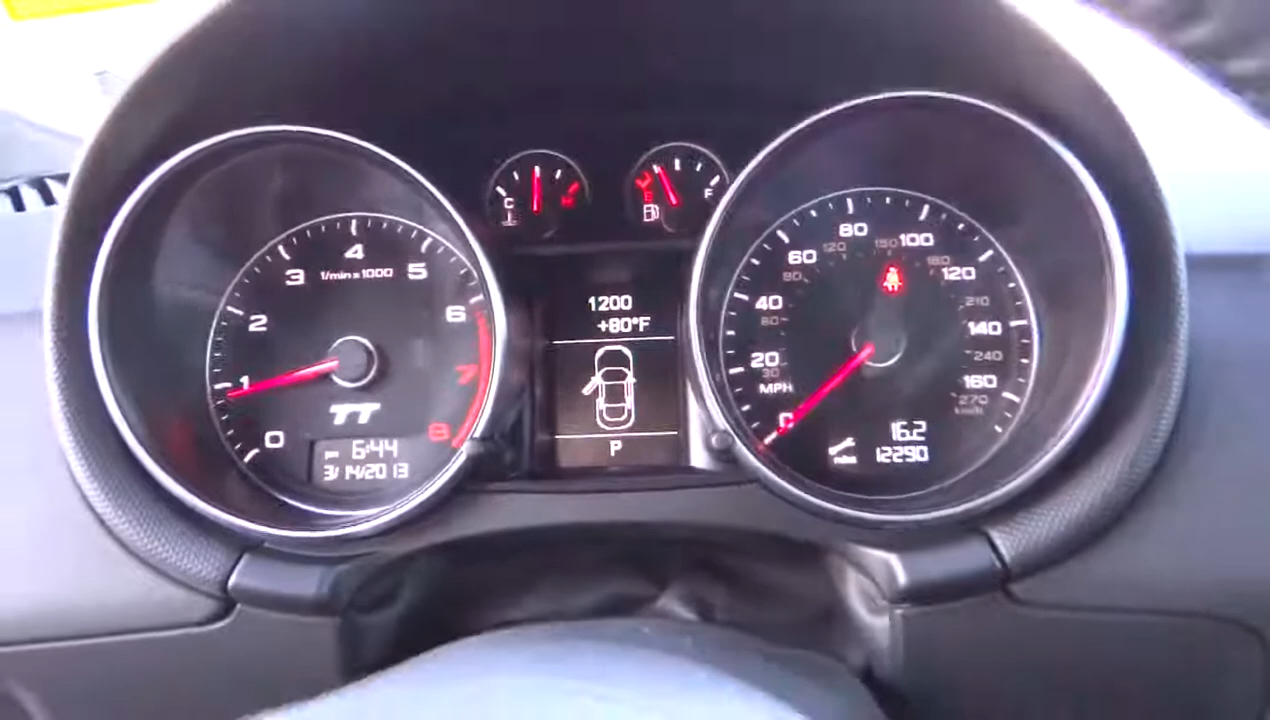 C
H
E
F
0
1
2
3
4
5
6
7
8
1/min x 1000
TT
6:44
3/14/2013
1200
+80°F
P
20
40
60
80
100
120
140
160
MPH
30
90
120
150
180
210
240
270
km/h
16.2
miles
12290